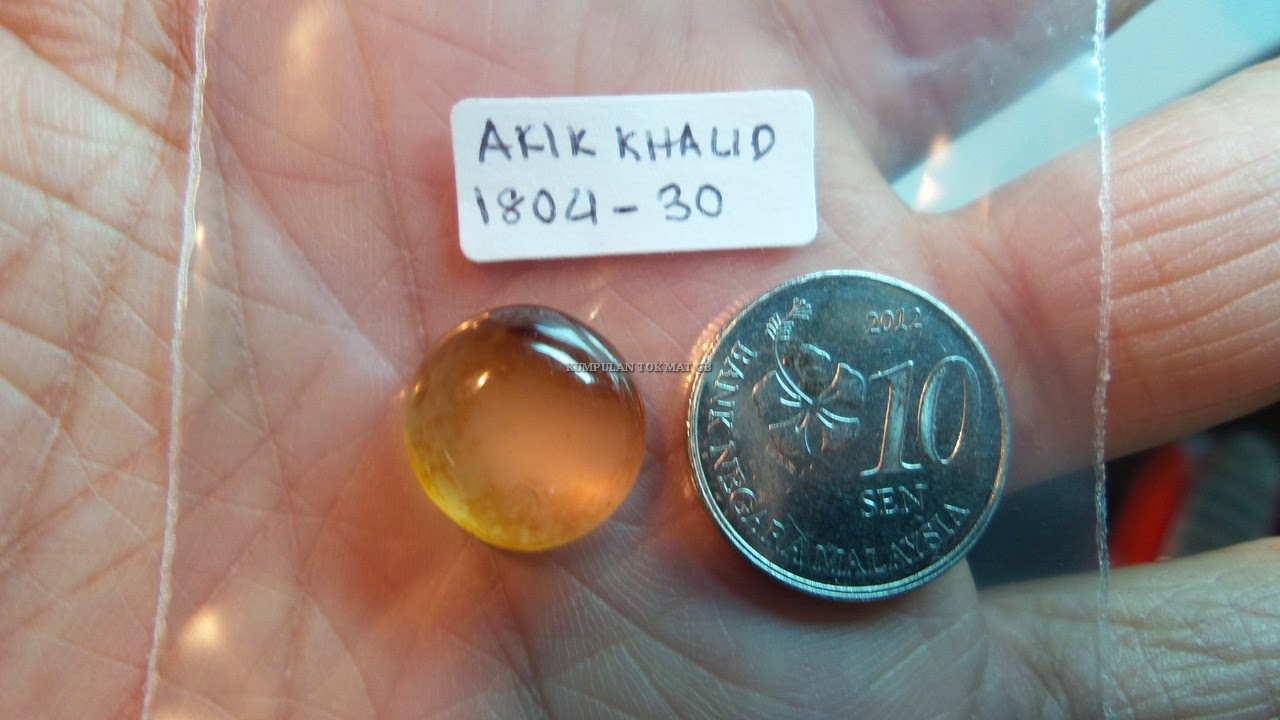 AKIK KHALID
1804-30
KUMPULAN TOK MAT GB
2012
10
SEN
BANK NEGARA MALAYSIA